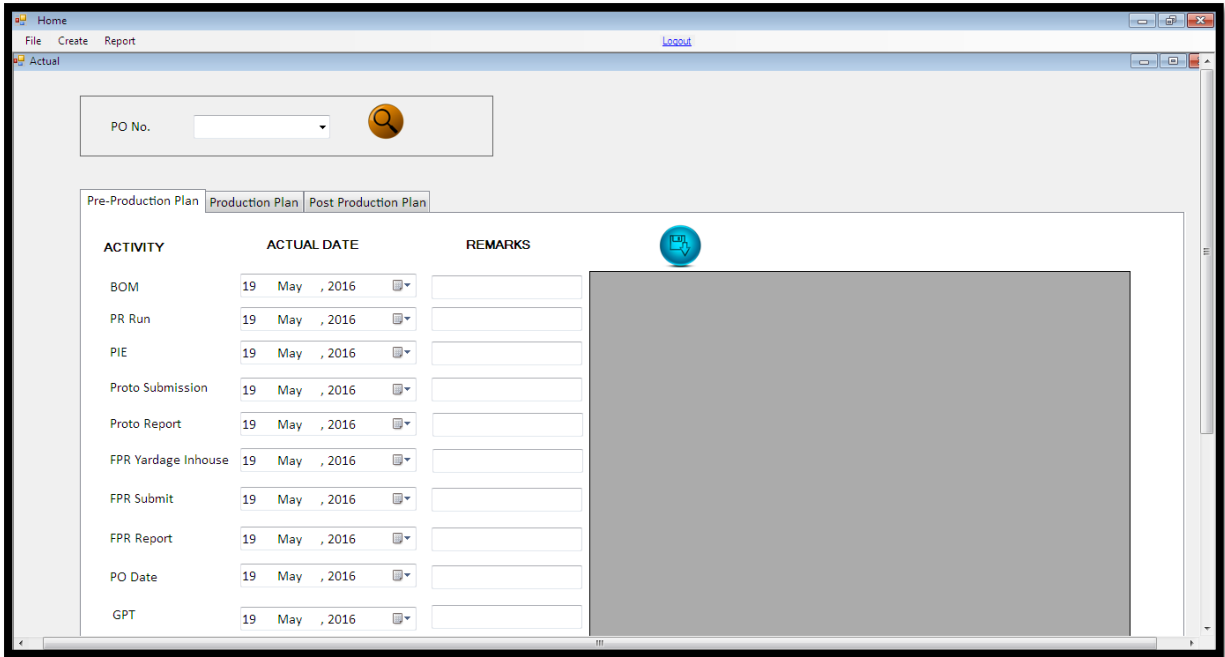 Home
File Create Report Logout
Actual
PO No.
Pre-Production Plan Production Plan Post Production Plan
ACTIVITY ACTUAL DATE REMARKS
BOM 19 May , 2016
PR Run 19 May , 2016
PIE 19 May , 2016
Proto Submission 19 May , 2016
Proto Report 19 May , 2016
FPR Yardage Inhouse 19 May , 2016
FPR Submit 19 May , 2016
FPR Report 19 May , 2016
PO Date 19 May , 2016
GPT 19 May , 2016